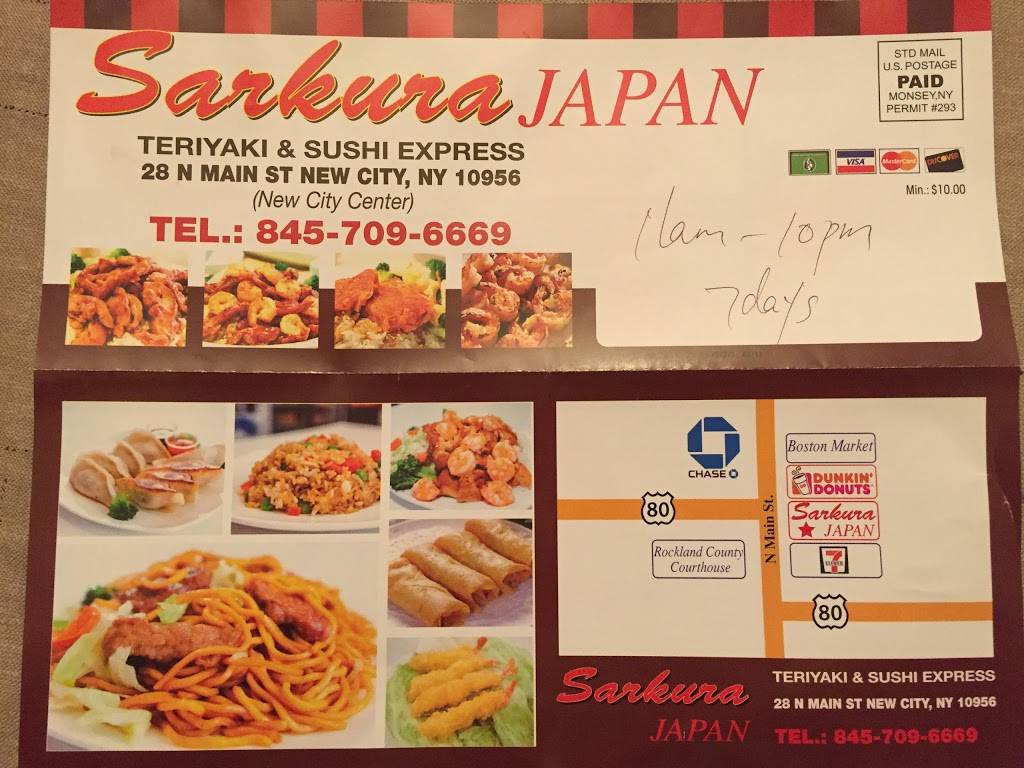 Sarkura JAPAN
TERIYAKI & SUSHI EXPRESS
28 N MAIN ST NEW CITY, NY 10956
(New City Center)
TEL.: 845-709-6669
STD MAIL
U.S. POSTAGE
PAID
MONSEY,NY
PERMIT #293
VISA
MasterCard
DISCOVER
Min.: $10.00
11am - 10pm
7days
CHASE
80
Rockland County
Courthouse
N Main St.
Boston Market
DUNKIN'
DONUTS
Sarkura
JAPAN
7
ELEVEN
80
Sarkura
JAPAN
TERIYAKI & SUSHI EXPRESS
28 N MAIN ST NEW CITY, NY 10956
TEL.: 845-709-6669